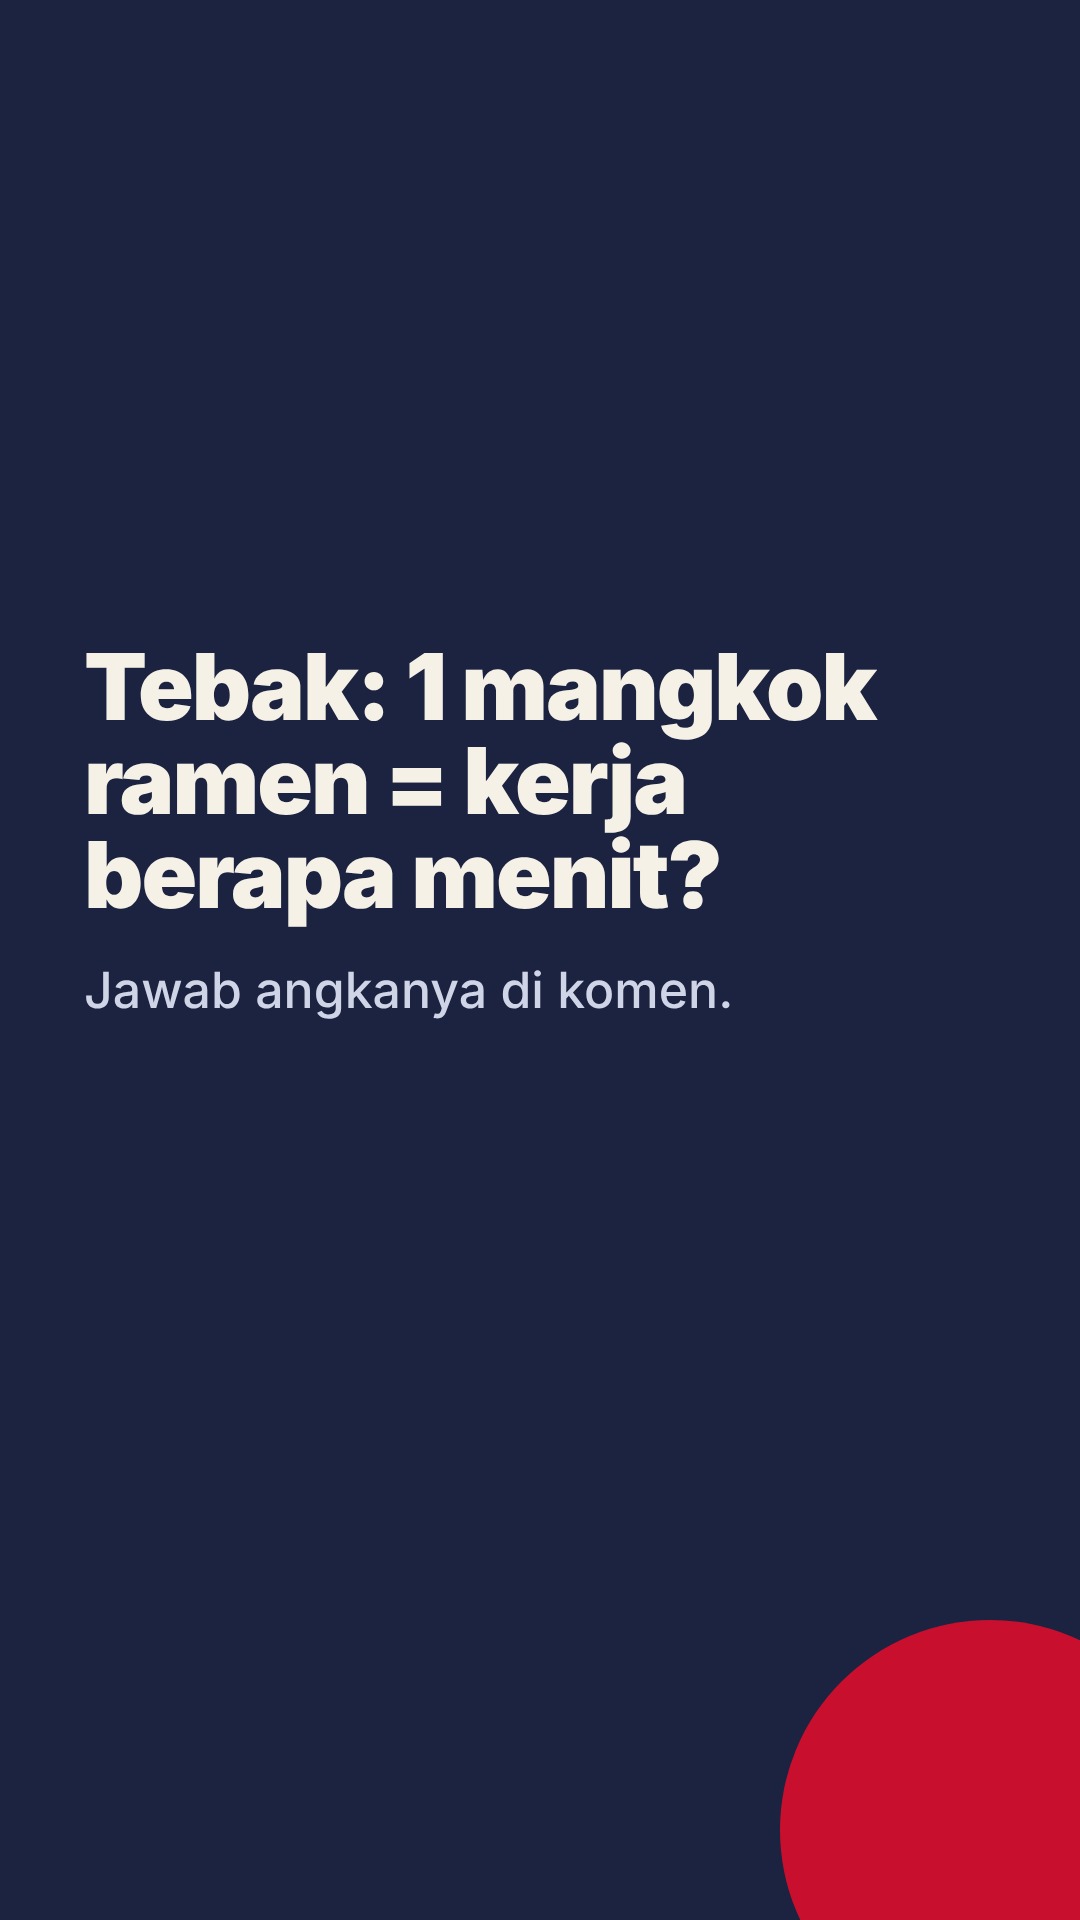 Tebak: 1 mangkok
ramen = kerja
berapa menit?
Jawab angkanya di komen.